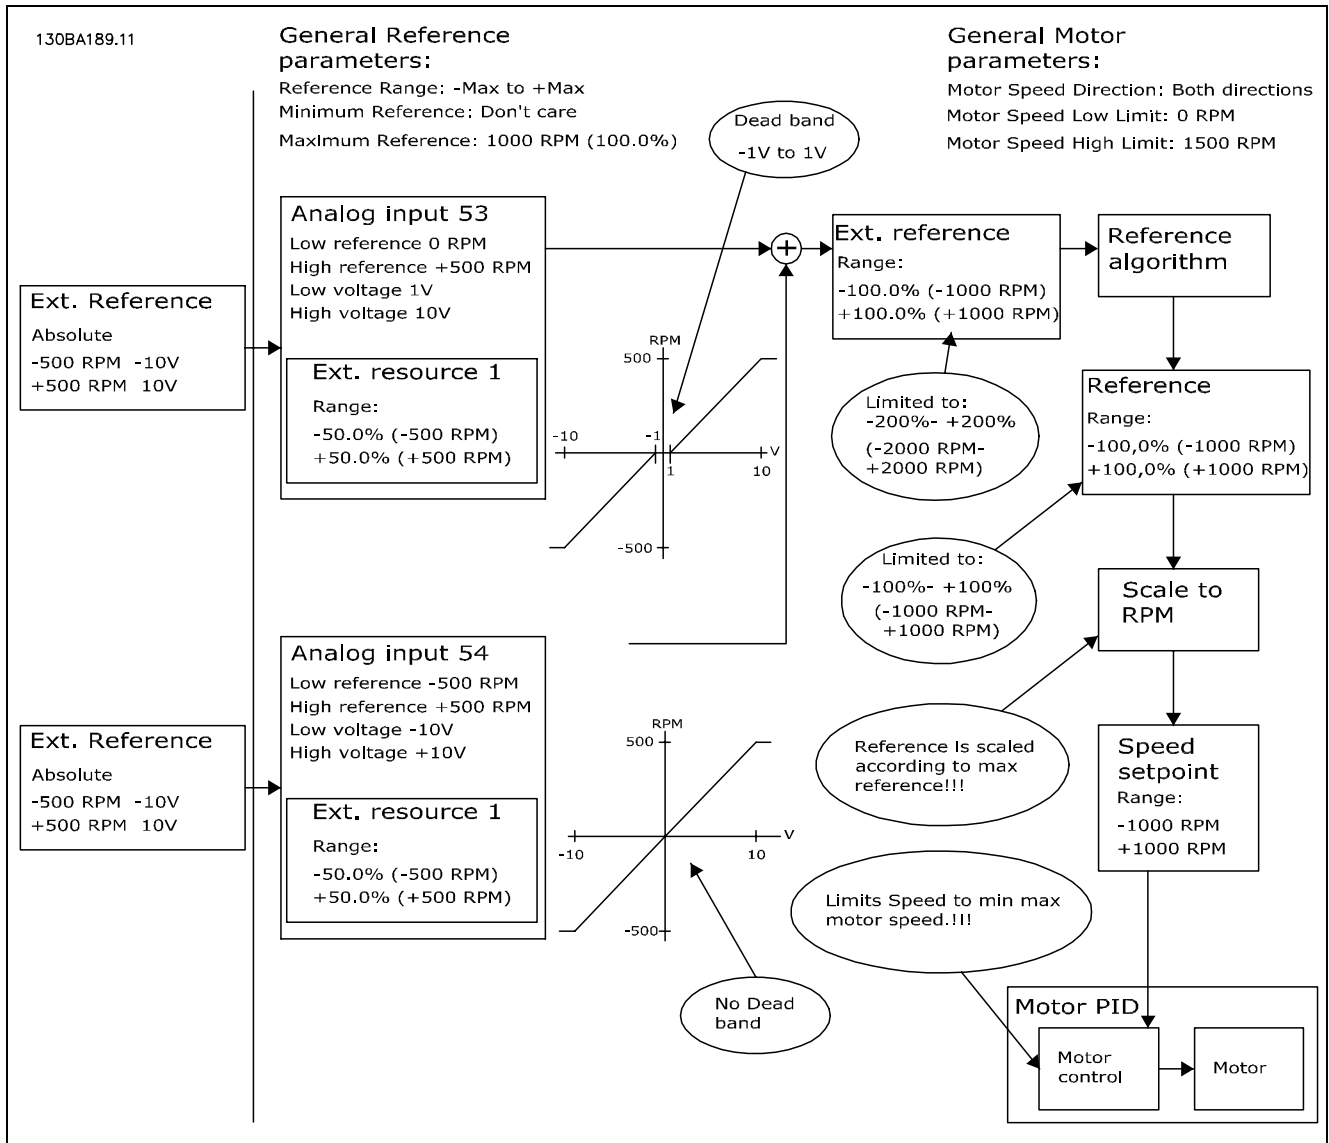 130BA189.11
General Reference
parameters:
Reference Range: -Max to +Max
Minimum Reference: Don't care
MaxImum Reference: 1000 RPM (100.0%)
General Motor
parameters:
Motor Speed Direction: Both directions
Motor Speed Low Limit: 0 RPM
Motor Speed High Limit: 1500 RPM
Dead band
-1V to 1V
Ext. Reference
Absolute
-500 RPM -10V
+500 RPM 10V
Analog input 53
Low reference 0 RPM
High reference +500 RPM
Low voltage 1V
High voltage 10V
Ext. resource 1
Range:
-50.0% (-500 RPM)
+50.0% (+500 RPM)
RPM
500
-10
-1
1
10
V
-500
+
Ext. reference
Range:
-100.0% (-1000 RPM)
+100.0% (+1000 RPM)
Reference
algorithm
Limited to:
-200%- +200%
(-2000 RPM-
+2000 RPM)
Reference
Range:
-100,0% (-1000 RPM)
+100,0% (+1000 RPM)
Limited to:
-100%- +100%
(-1000 RPM-
+1000 RPM)
Scale to
RPM
Ext. Reference
Absolute
-500 RPM -10V
+500 RPM 10V
Analog input 54
Low reference -500 RPM
High reference +500 RPM
Low voltage -10V
High voltage +10V
Ext. resource 1
Range:
-50.0% (-500 RPM)
+50.0% (+500 RPM)
RPM
500
-10
10
V
-500
No Dead
band
Reference Is scaled
according to max
reference!!!
Speed
setpoint
Range:
-1000 RPM
+1000 RPM
Limits Speed to min max
motor speed.!!!
Motor PID
Motor
control
Motor